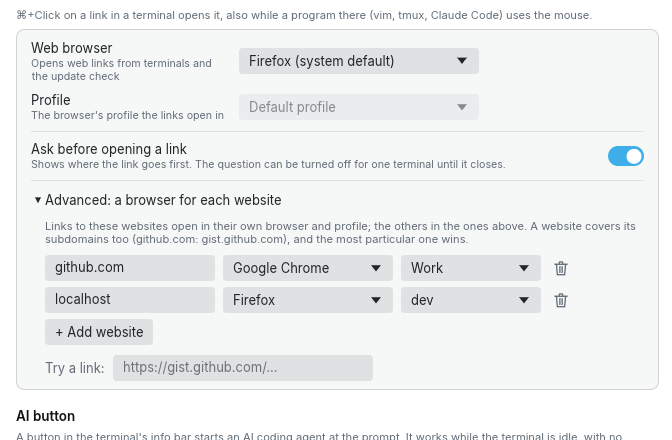 ⌘+Click on a link in a terminal opens it, also while a program there (vim, tmux, Claude Code) uses the mouse.
Web browser
Opens web links from terminals and
the update check
Firefox (system default)
Profile
The browser's profile the links open in
Default profile
Ask before opening a link
Shows where the link goes first. The question can be turned off for one terminal until it closes.
Advanced: a browser for each website
Links to these websites open in their own browser and profile; the others in the ones above. A website covers its
subdomains too (github.com: gist.github.com), and the most particular one wins.
github.com Google Chrome Work
localhost Firefox dev
+ Add website
Try a link: https://gist.github.com/...
AI button
A button in the terminal's info bar starts an AI coding agent at the prompt. It works while the terminal is idle, with no